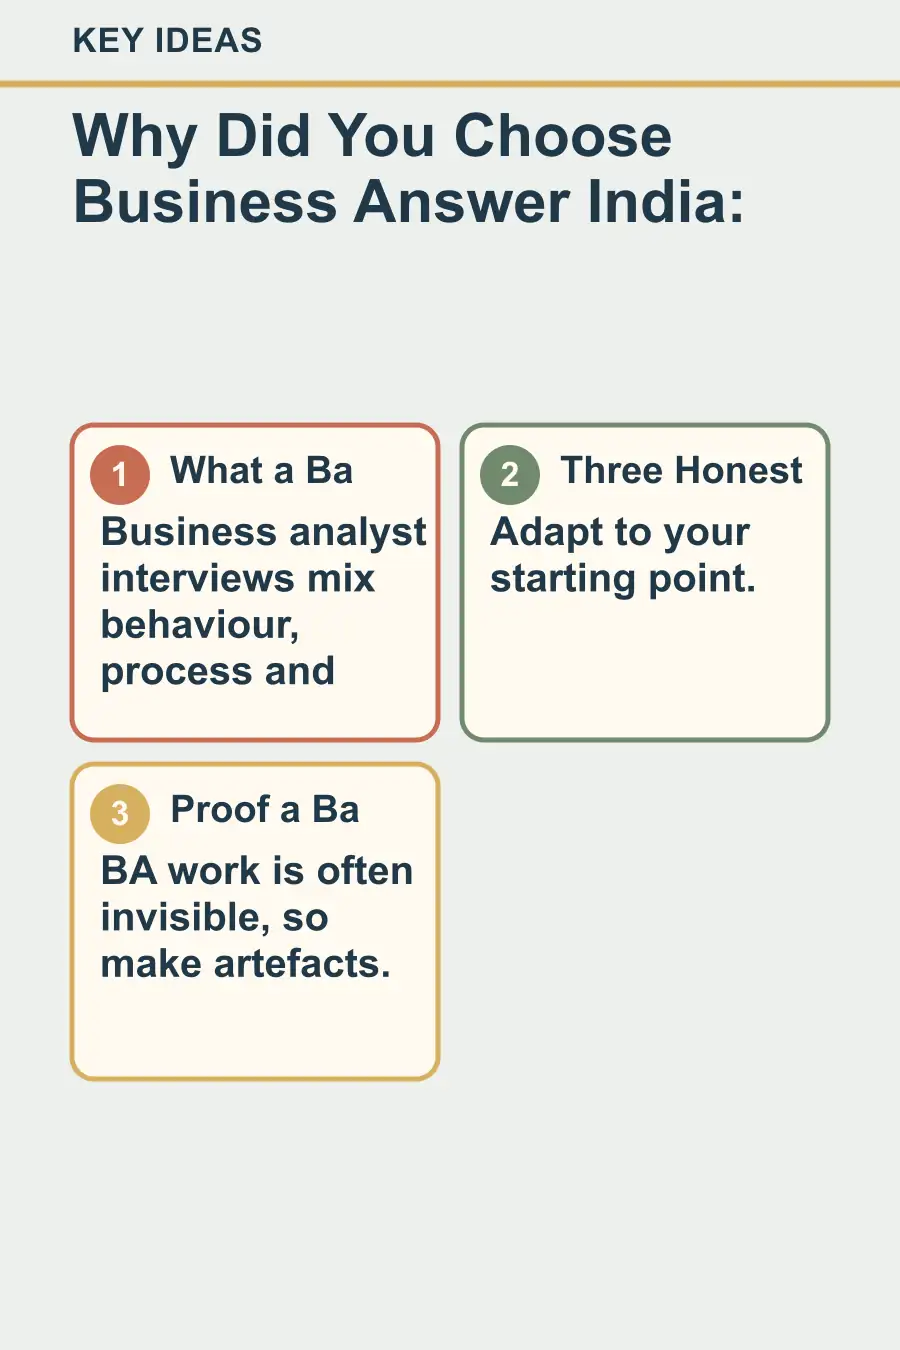 KEY IDEAS
Why Did You Choose
Business Answer India:
1 What a Ba
Business analyst
interviews mix
behaviour,
process and
2 Three Honest
Adapt to your
starting point.
3 Proof a Ba
BA work is often
invisible, so
make artefacts.